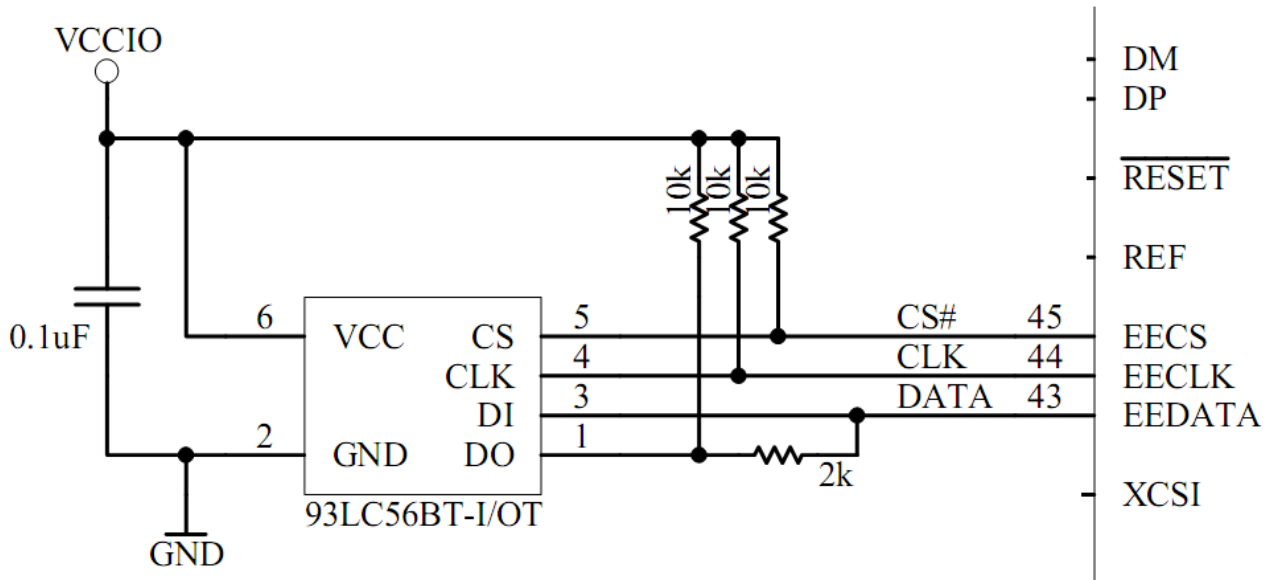 VCCIO
DM
DP
RESET
10k
10k
10k
REF
0.1uF
6
VCC
CS
5
CS#
45
EECS
CLK
4
CLK
44
EECLK
DI
3
DATA
43
EEDATA
2
GND
DO
1
2k
XCSI
93LC56BT-I/OT
GND